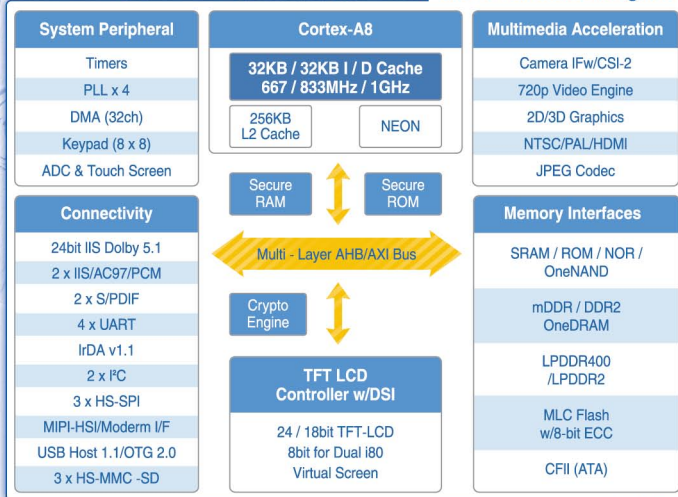 System Peripheral
Timers
PLL x 4
DMA (32ch)
Keypad (8 x 8)
ADC & Touch Screen
Connectivity
24bit IIS Dolby 5.1
2 x IIS/AC97/PCM
2 x S/PDIF
4 x UART
IrDA v1.1
2 x I²C
3 x HS-SPI
MIPI-HSI/Moderm I/F
USB Host 1.1/OTG 2.0
3 x HS-MMC -SD
Cortex-A8
32KB / 32KB I / D Cache
667 / 833MHz / 1GHz
256KB
L2 Cache
NEON
Secure
RAM
Secure
ROM
Multi - Layer AHB/AXI Bus
Crypto
Engine
TFT LCD
Controller w/DSI
24 / 18bit TFT-LCD
8bit for Dual i80
Virtual Screen
Multimedia Acceleration
Camera IFw/CSI-2
720p Video Engine
2D/3D Graphics
NTSC/PAL/HDMI
JPEG Codec
Memory Interfaces
SRAM / ROM / NOR /
OneNAND
mDDR / DDR2
OneDRAM
LPDDR400
/LPDDR2
MLC Flash
w/8-bit ECC
CFII (ATA)